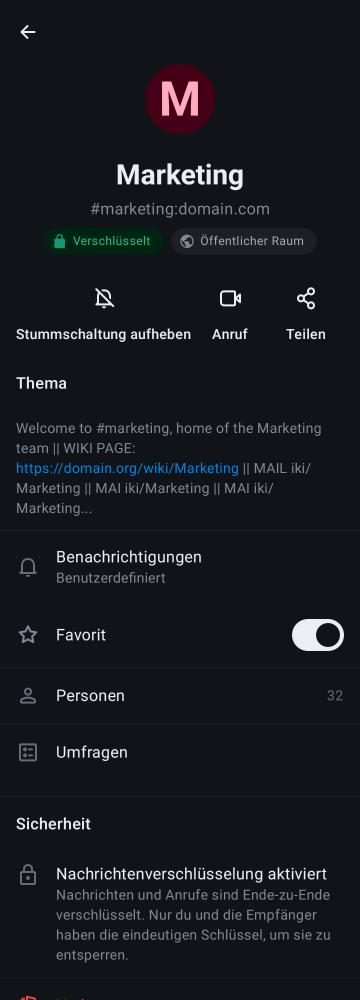 M
Marketing
#marketing:domain.com
Verschlüsselt
Öffentlicher Raum
Stummschaltung aufheben
Anruf
Teilen
Thema
Welcome to #marketing, home of the Marketing
team || WIKI PAGE:
https://domain.org/wiki/Marketing || MAIL iki/
Marketing || MAI iki/Marketing || MAI iki/
Marketing...
Benachrichtigungen
Benutzerdefiniert
Favorit
Personen
32
Umfragen
Sicherheit
Nachrichtenverschlüsselung aktiviert
Nachrichten und Anrufe sind Ende-zu-Ende
verschlüsselt. Nur du und die Empfänger
haben die eindeutigen Schlüssel, um sie zu
entsperren.